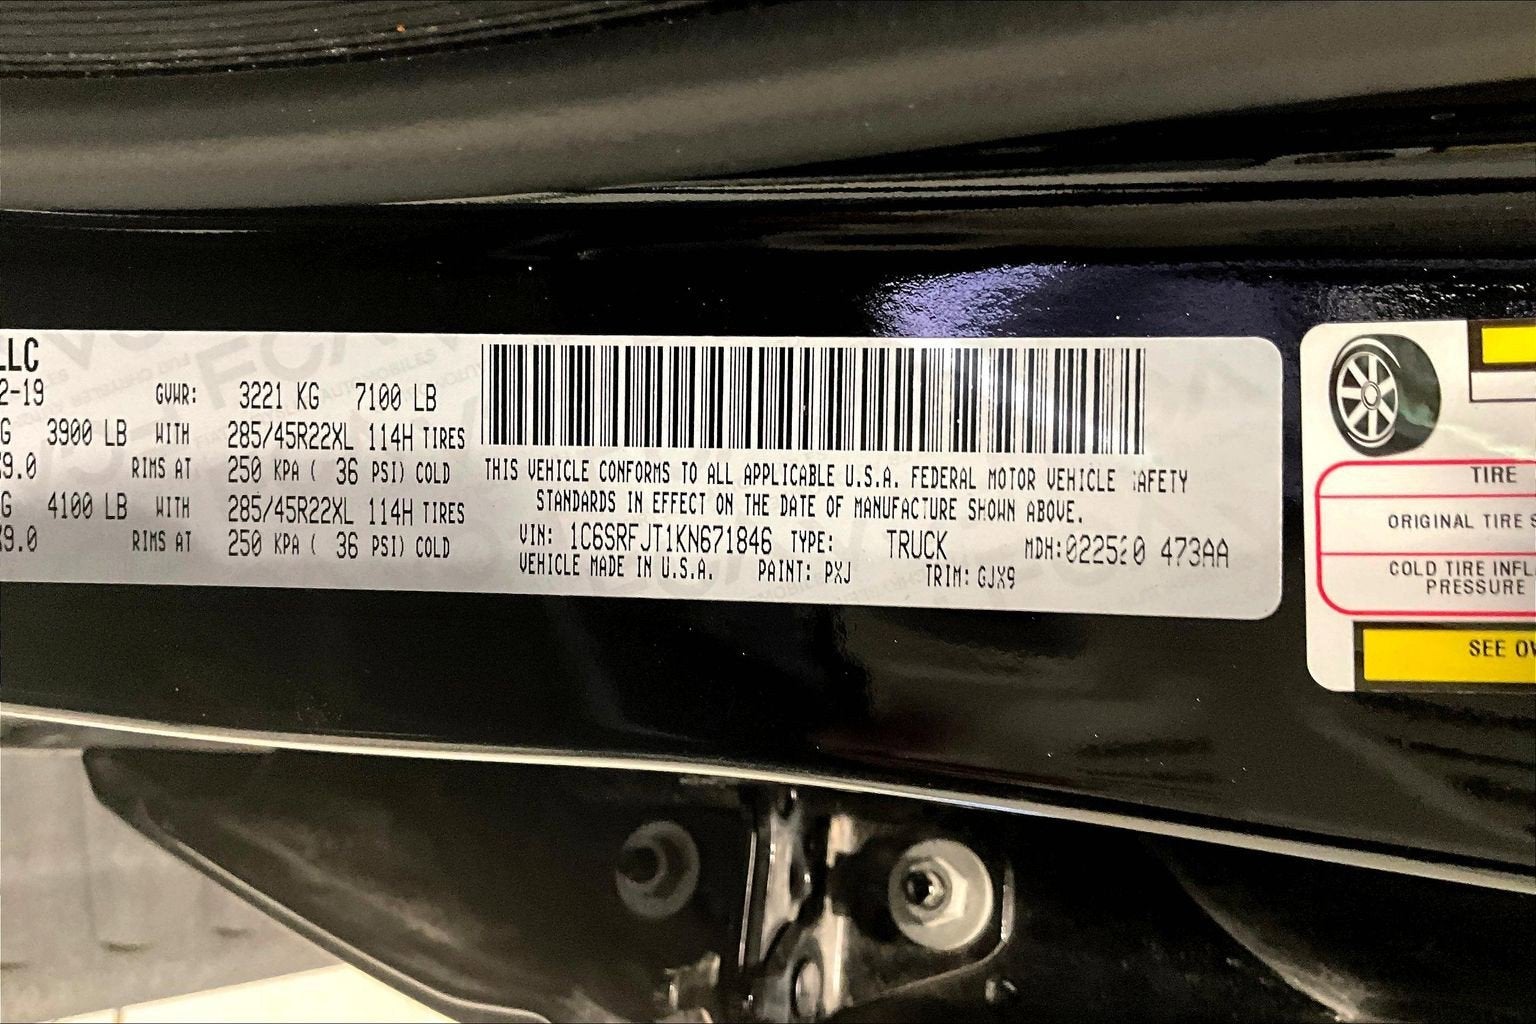 LLC
2-19 GVWR: 3221 KG 7100 LB
G 3900 LB WITH 285/45R22XL 114H TIRES
X9.0 RIMS AT 250 KPA ( 36 PSI) COLD
G 4100 LB WITH 285/45R22XL 114H TIRES
X9.0 RIMS AT 250 KPA ( 36 PSI) COLD
THIS VEHICLE CONFORMS TO ALL APPLICABLE U.S.A. FEDERAL MOTOR VEHICLE AFETY
STANDARDS IN EFFECT ON THE DATE OF MANUFACTURE SHOWN ABOVE.
VIN: 1C6SRFJT1KN671846 TYPE: TRUCK MDH: 473AA
VEHICLE MADE IN U.S.A. PAINT: PXJ TRIM: GJX9
TIRE
ORIGINAL TIRE S
COLD TIRE INFL
PRESSURE
SEE OW